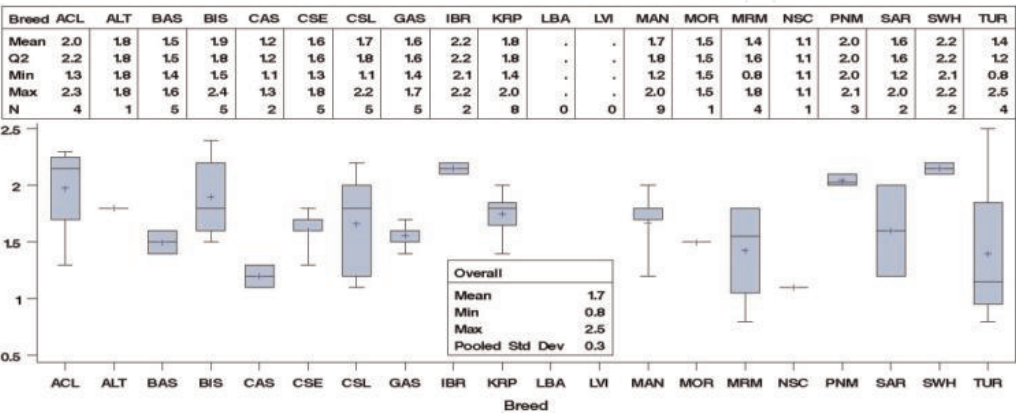 Breed ACL ALT BAS BIS CAS CSE CSL GAS IBR KRP LBA LVI MAN MOR MRM NSC PNM SAR SWH TUR
Mean 2.0 1.8 1.5 1.9 1.2 1.6 1.7 1.6 2.2 1.8 . . 1.7 1.5 1.4 1.1 2.0 1.6 2.2 1.4
Q2 2.2 1.8 1.5 1.8 1.2 1.6 1.8 1.6 2.2 1.8 . . 1.8 1.5 1.6 1.1 2.0 1.6 2.2 1.2
Min 1.3 1.8 1.4 1.5 1.1 1.3 1.1 1.4 2.1 1.4 . . 1.2 1.5 0.8 1.1 2.0 1.2 2.1 0.8
Max 2.3 1.8 1.6 2.4 1.3 1.8 2.2 1.7 2.2 2.0 . . 2.0 1.5 1.8 1.1 2.1 2.0 2.2 2.5
N 4 1 5 5 2 5 5 5 2 8 0 0 9 1 4 1 3 2 2 4
2.5
2
1.5
1
0.5
Overall
Mean 1.7
Min 0.8
Max 2.5
Pooled Std Dev 0.3
ACL ALT BAS BIS CAS CSE CSL GAS IBR KRP LBA LVI MAN MOR MRM NSC PNM SAR SWH TUR
Breed